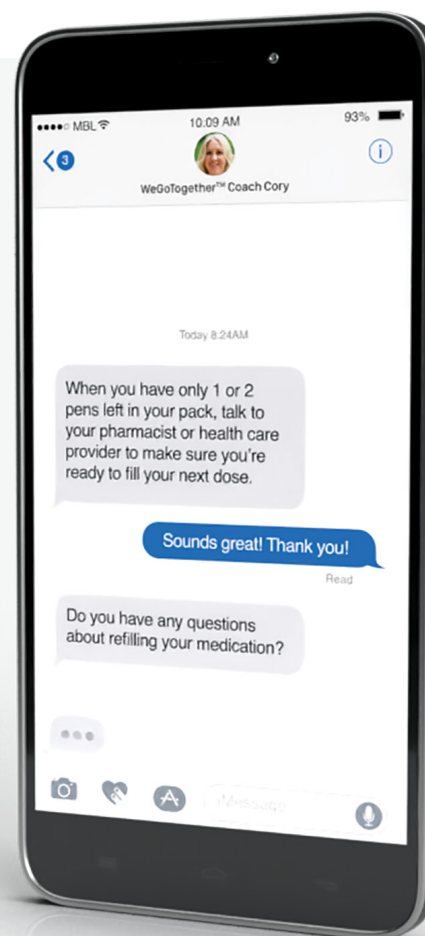 MBL
10:09 AM
93%
3
WeGoTogether™ Coach Cory
Today 8:24AM
When you have only 1 or 2
pens left in your pack, talk to
your pharmacist or health care
provider to make sure you're
ready to fill your next dose.
Sounds great! Thank you!
Read
Do you have any questions
about refilling your medication?
iMessage